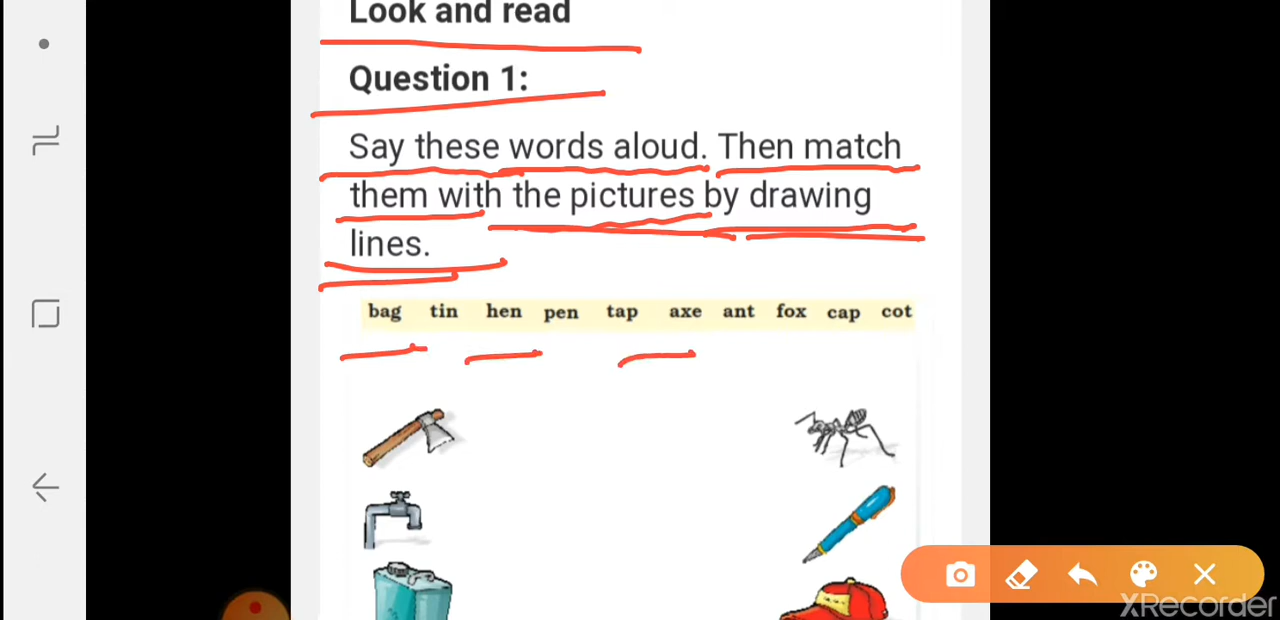 Look and read
Question 1:
Say these words aloud. Then match
them with the pictures by drawing
lines.
bag tin hen pen tap axe ant fox cap cot
XRecorder